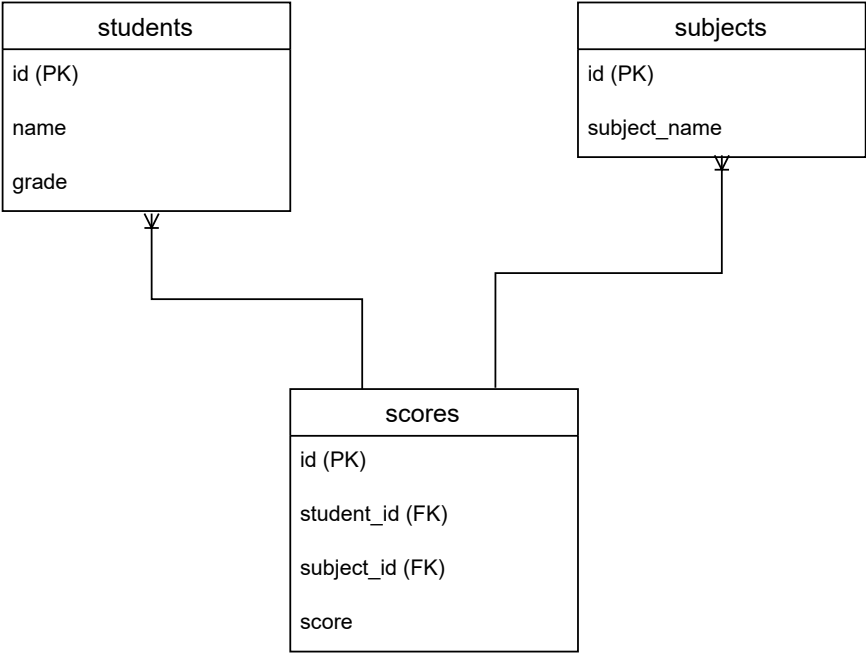 students
id (PK)
name
grade
subjects
id (PK)
subject_name
scores
id (PK)
student_id (FK)
subject_id (FK)
score